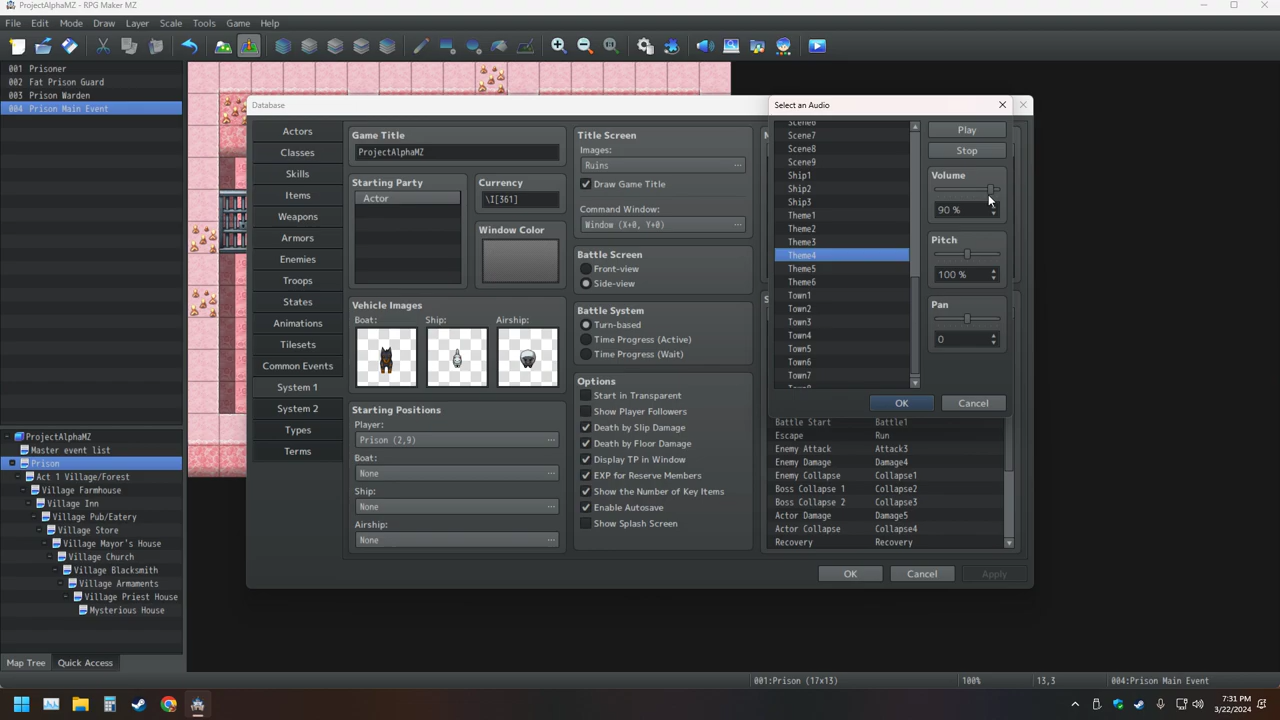 ProjectAlphaMZ - RPG Maker MZ
File Edit Mode Draw Layer Scale Tools Game Help
001 Prisoner
002 Fat Prison Guard
003 Prison Warden
004 Prison Main Event
Database
Actors
Classes
Skills
Items
Weapons
Armors
Enemies
Troops
States
Animations
Tilesets
Common Events
System 1
System 2
Types
Terms
Game Title
ProjectAlphaMZ
Starting Party
Actor
Currency
\I[361]
Window Color
Vehicle Images
Boat: Ship: Airship:
Starting Positions
Player:
Prison (2,9) ...
Boat:
None ...
Ship:
None ...
Airship:
None ...
Title Screen
Images:
Ruins ...
Draw Game Title
Command Window:
Window (X+0, Y+0) ...
Battle Screen
Front-view
Side-view
Battle System
Turn-based
Time Progress (Active)
Time Progress (Wait)
Options
Start in Transparent
Show Player Followers
Death by Slip Damage
Death by Floor Damage
Display TP in Window
EXP for Reserve Members
Show the Number of Key Items
Enable Autosave
Show Splash Screen
Select an Audio
Scene6
Scene7
Scene8
Scene9
Ship1
Ship2
Ship3
Theme1
Theme2
Theme3
Theme4
Theme5
Theme6
Town1
Town2
Town3
Town4
Town5
Town6
Town7
Play
Stop
Volume
90 %
Pitch
100 %
Pan
0
OK Cancel
Battle Start Battle1
Escape Run
Enemy Attack Attack3
Enemy Damage Damage4
Enemy Collapse Collapse1
Boss Collapse 1 Collapse2
Boss Collapse 2 Collapse3
Actor Damage Damage5
Actor Collapse Collapse4
Recovery Recovery
OK Cancel Apply
ProjectAlphaMZ
Master event list
Prison
Act 1 Village/Forest
Village Farmhouse
Village Inn
Village Pub/Eatery
Village Store
Village Mayor's House
Village Church
Village Blacksmith
Village Armaments
Village Priest House
Mysterious House
Map Tree Quick Access
001:Prison (17x13) 100% 13,3 004:Prison Main Event
7:31 PM
3/22/2024